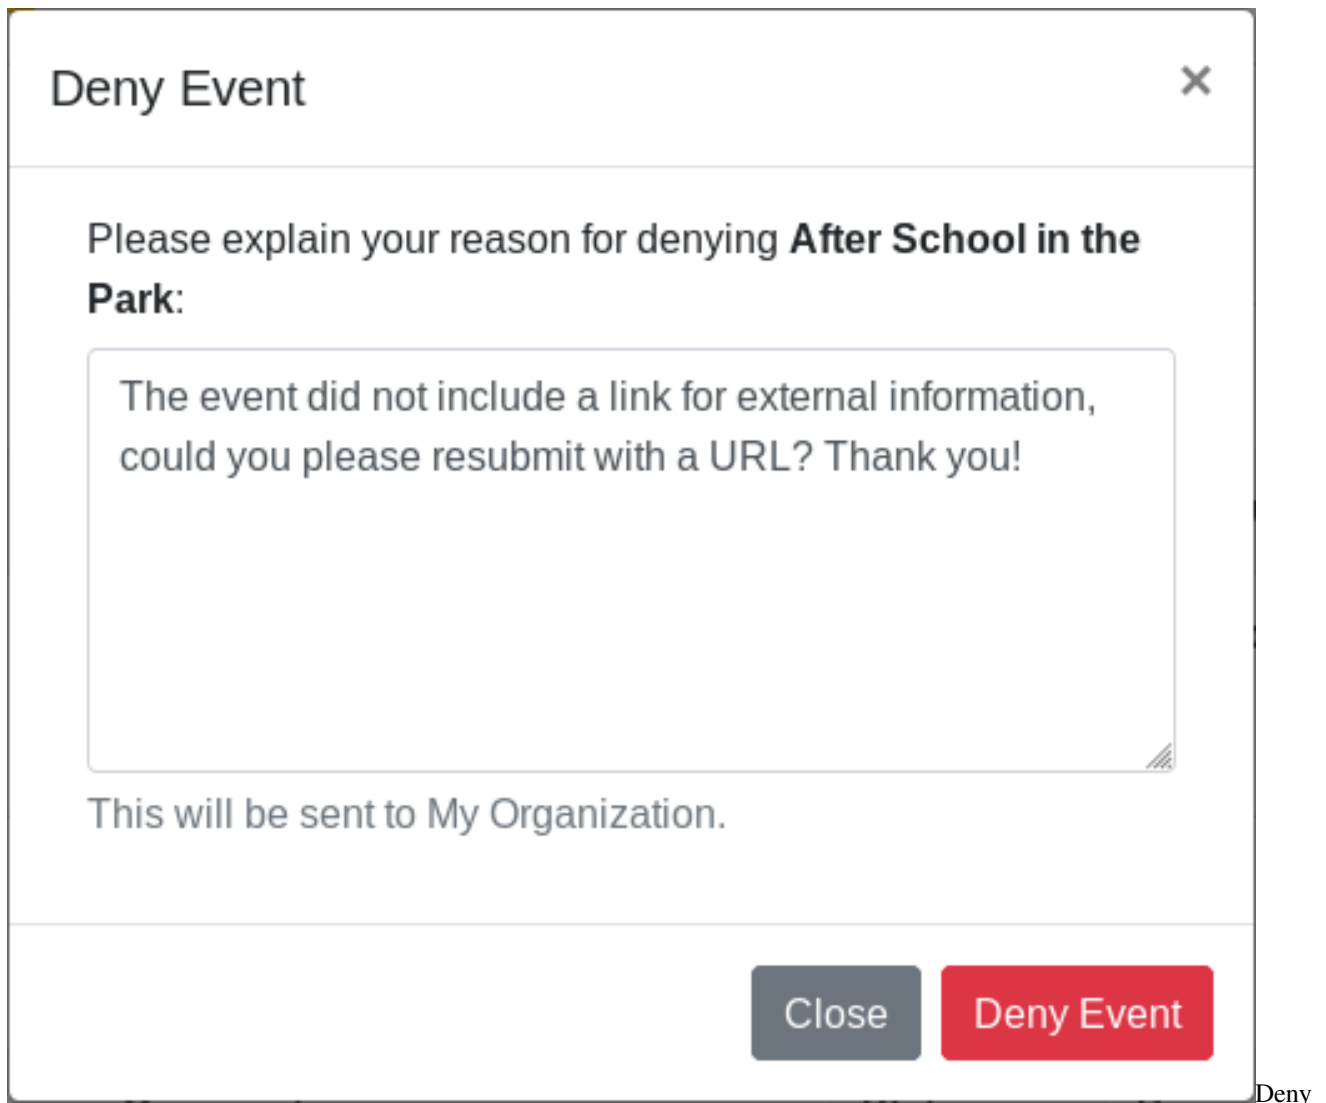 Deny Event
×
Please explain your reason for denying After School in the
Park:
The event did not include a link for external information,
could you please resubmit with a URL? Thank you!
This will be sent to My Organization.
Close Deny Event
Deny